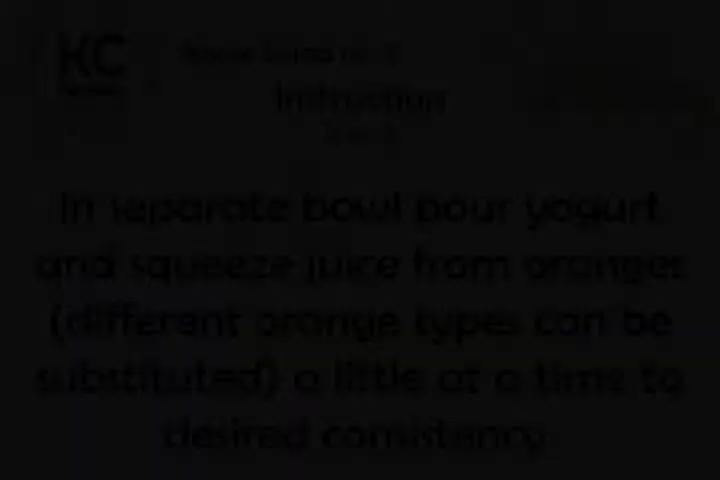 KC
Instruction
In separate bowl pour yogurt
and squeeze juice from oranges
(different orange types can be
substituted) a little at a time to
desired consistency